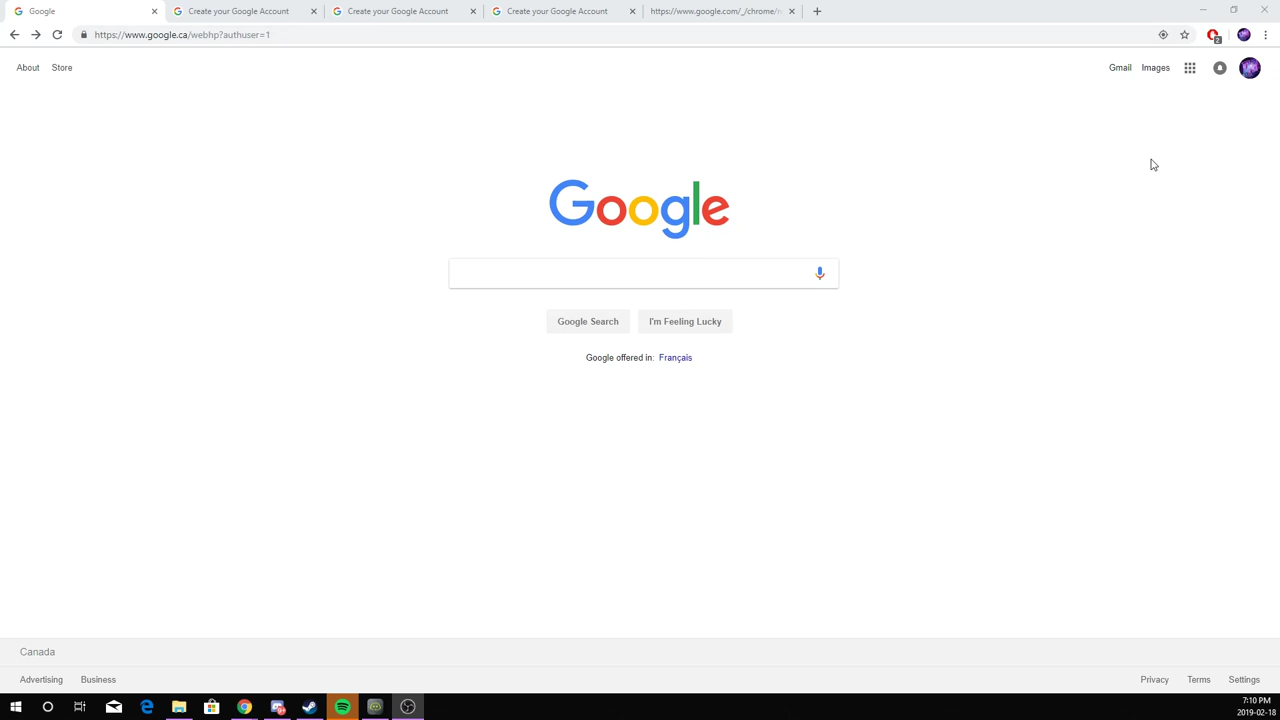 Google
Create your Google Account
Create your Google Account
Create your Google Account
https://www.google.com/_/chrome/n
https://www.google.ca/webhp?authuser=1
2
About
Store
Gmail
Images
Google
Google Search
I'm Feeling Lucky
Google offered in: Français
Canada
Advertising
Business
Privacy
Terms
Settings
7:10 PM
2019-02-18